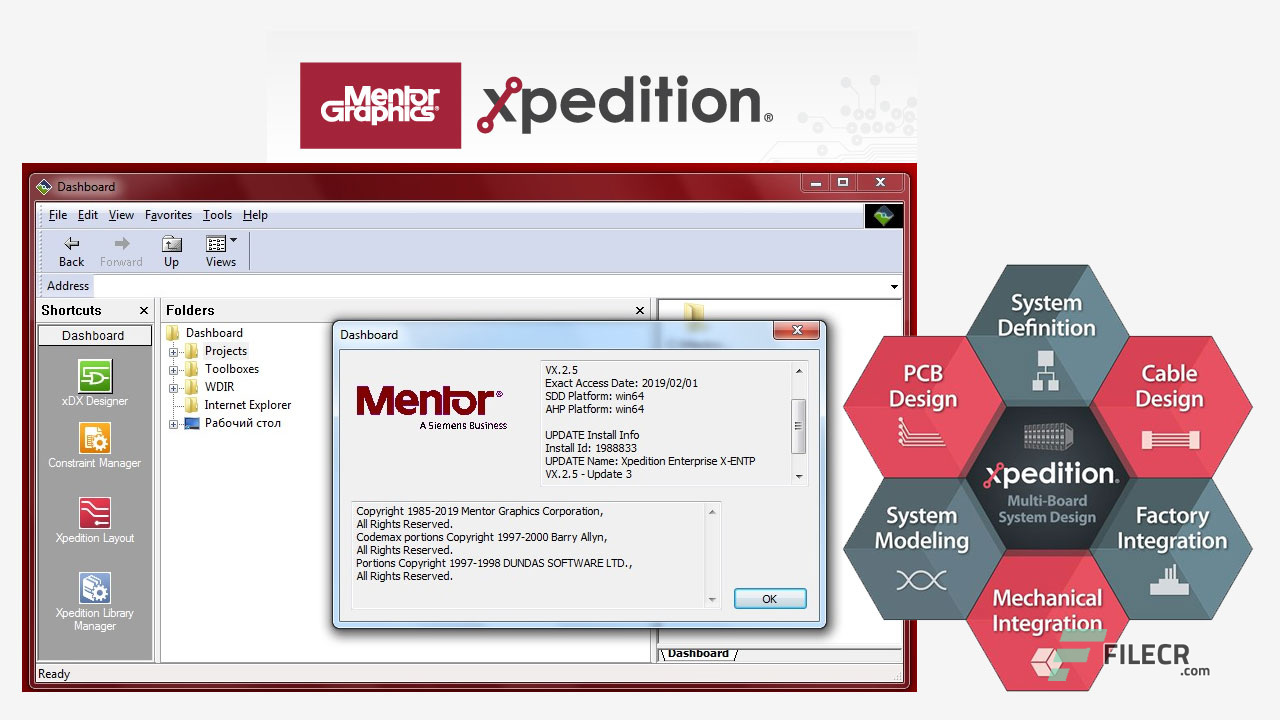 Mentor
Graphics®
xpedition®
Dashboard
File Edit View Favorites Tools Help
Back Forward Up Views
Address
Shortcuts
Folders
Dashboard
xDX Designer
Constraint Manager
Xpedition Layout
Xpedition Library
Manager
Dashboard
Projects
Toolboxes
WDIR
Internet Explorer
Рабочий стол
Dashboard
Mentor®
A Siemens Business
VX.2.5
Exact Access Date: 2019/02/01
SDD Platform: win64
AHP Platform: win64
UPDATE Install Info
Install Id: 1988833
UPDATE Name: Xpedition Enterprise X-ENTP
VX.2.5 - Update 3
Copyright 1985-2019 Mentor Graphics Corporation,
All Rights Reserved.
Codemax portions Copyright 1997-2000 Barry Allyn,
All Rights Reserved.
Portions Copyright 1997-1998 DUNDAS SOFTWARE LTD.,
All Rights Reserved.
OK
Dashboard
Ready
System
Definition
PCB
Design
Cable
Design
xpedition®
Multi-Board
System Design
System
Modeling
Factory
Integration
Mechanical
Integration
FILECR
.com